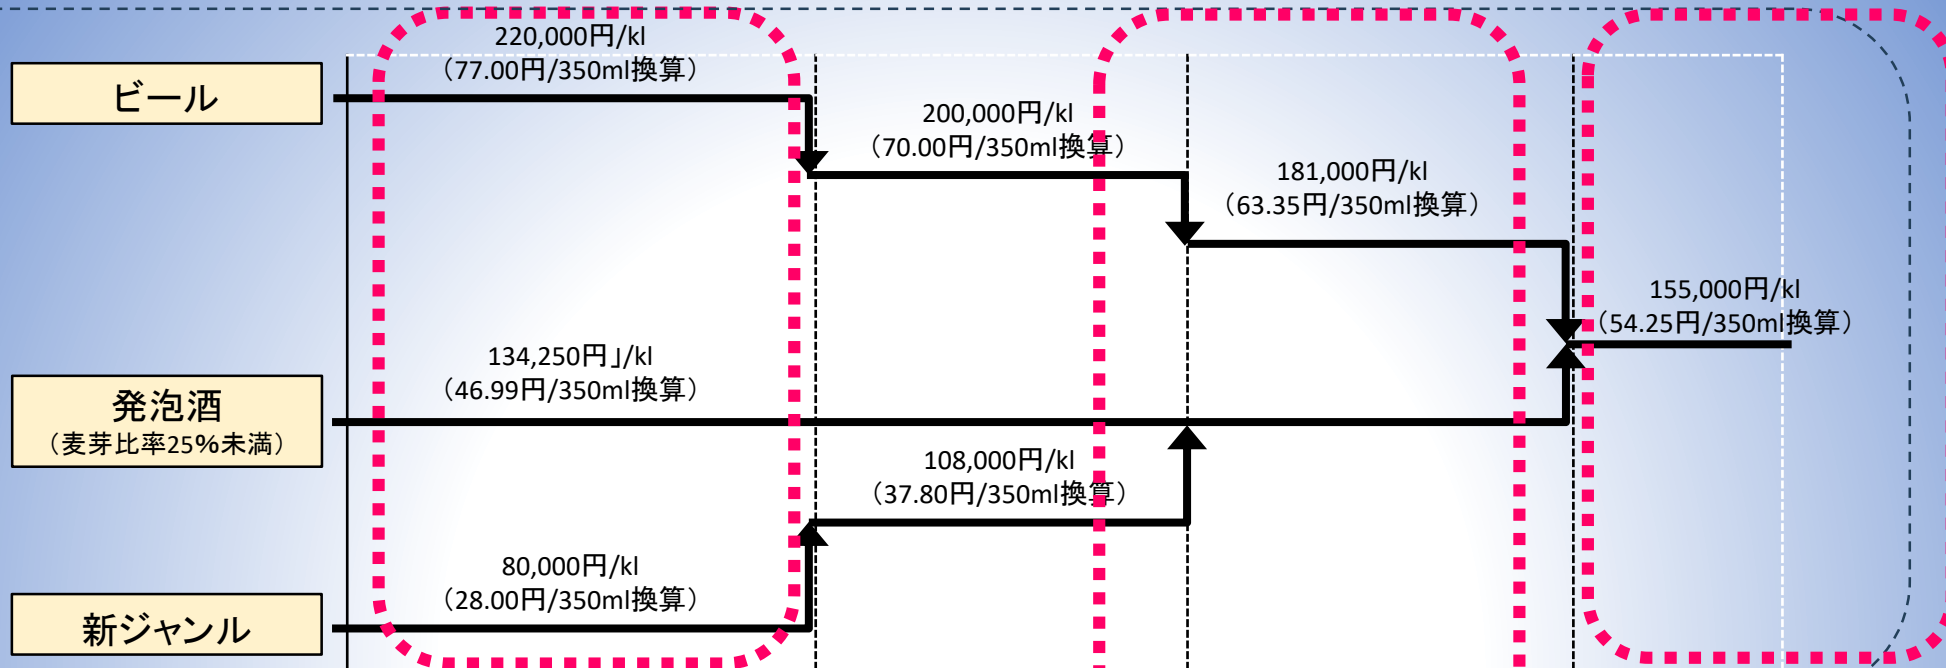 ビール
220,000円/kl
（77.00円/350ml換算）
200,000円/kl
（70.00円/350ml換算）
181,000円/kl
（63.35円/350ml換算）
155,000円/kl
（54.25円/350ml換算）
発泡酒
（麦芽比率25%未満）
134,250円｣/kl
（46.99円/350ml換算）
108,000円/kl
（37.80円/350ml換算）
新ジャンル
80,000円/kl
（28.00円/350ml換算）